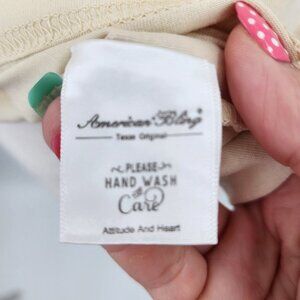 American Bling®
Texas Original
PLEASE
HAND WASH
Care
Attitude And Heart